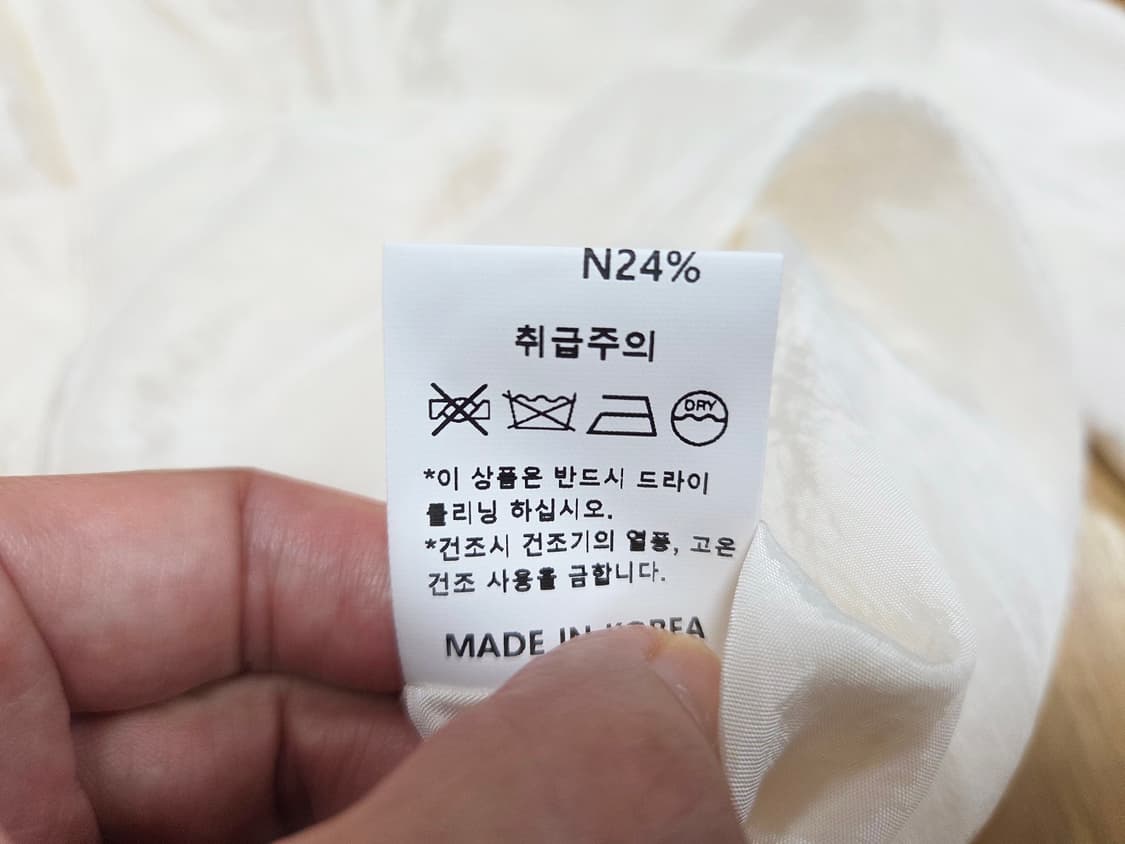 N24%
취급주의
DRY
*이 상품은 반드시 드라이
클리닝 하십시오.
*건조시 건조기의 열풍, 고온
건조 사용을 금합니다.
MADE IN KOREA